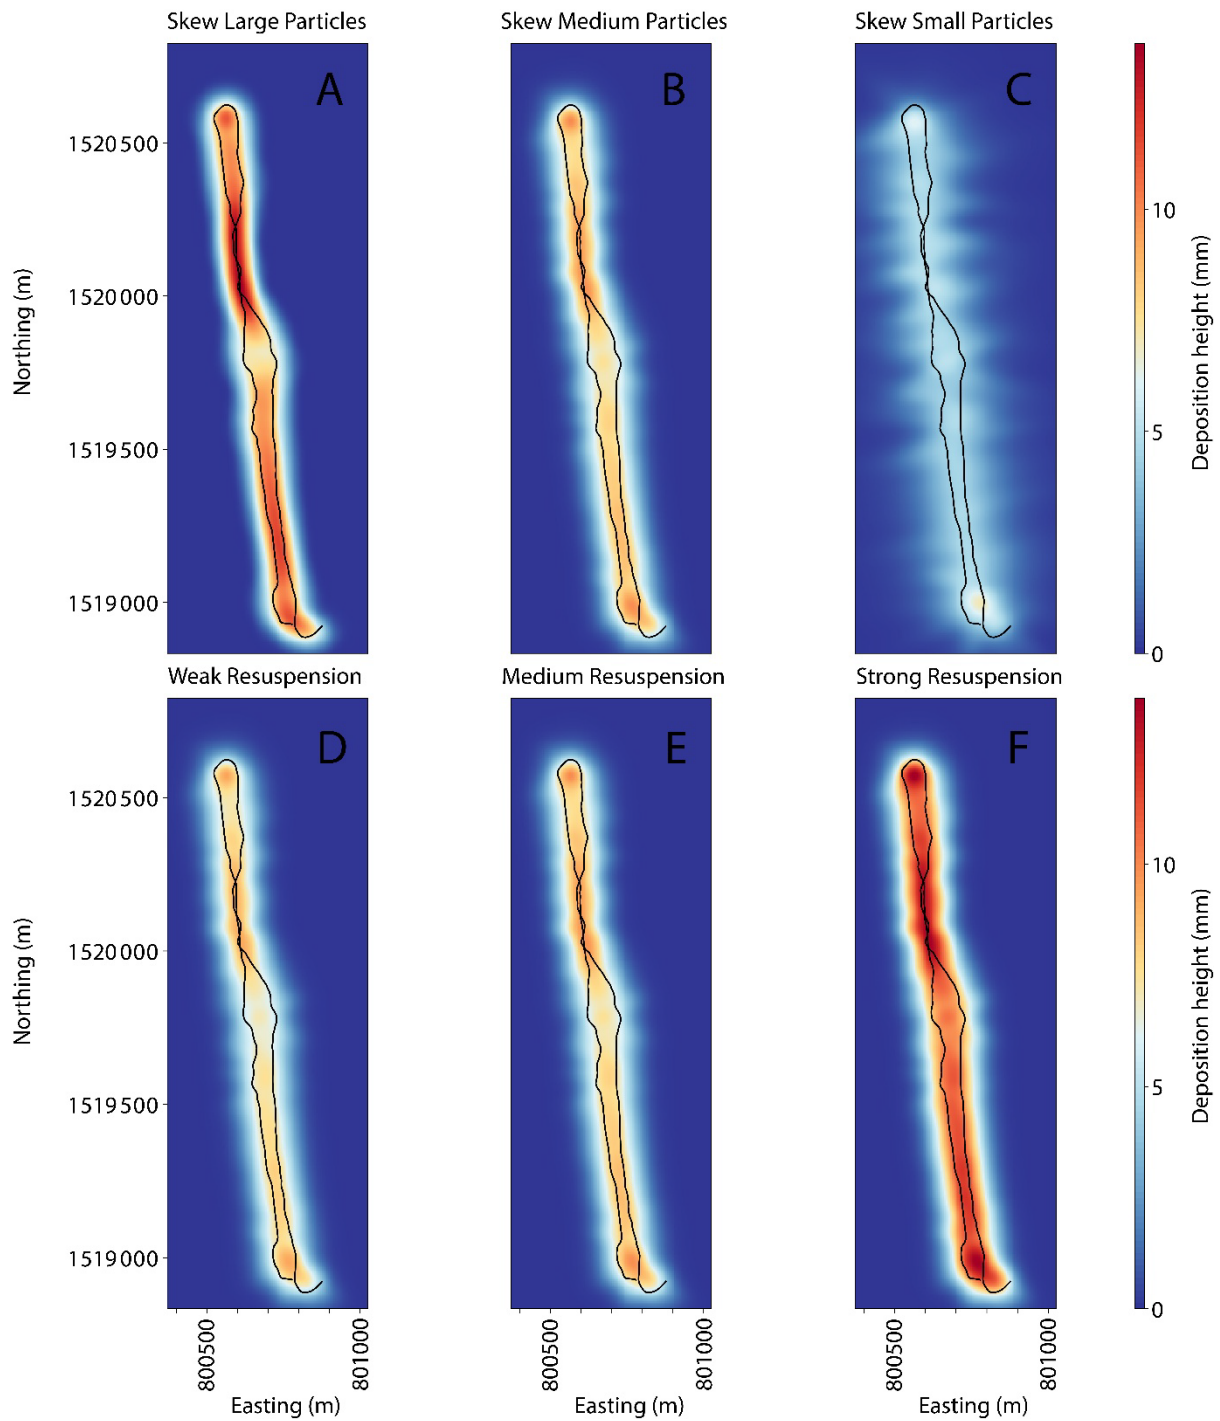 Skew Large Particles
Skew Medium Particles
Skew Small Particles
A
B
C
1520500
1520000
1519500
1519000
Northing (m)
10
5
0
Deposition height (mm)
Weak Resuspension
Medium Resuspension
Strong Resuspension
D
E
F
1520500
1520000
1519500
1519000
Northing (m)
10
5
0
Deposition height (mm)
800500
801000
800500
801000
800500
801000
Easting (m)
Easting (m)
Easting (m)